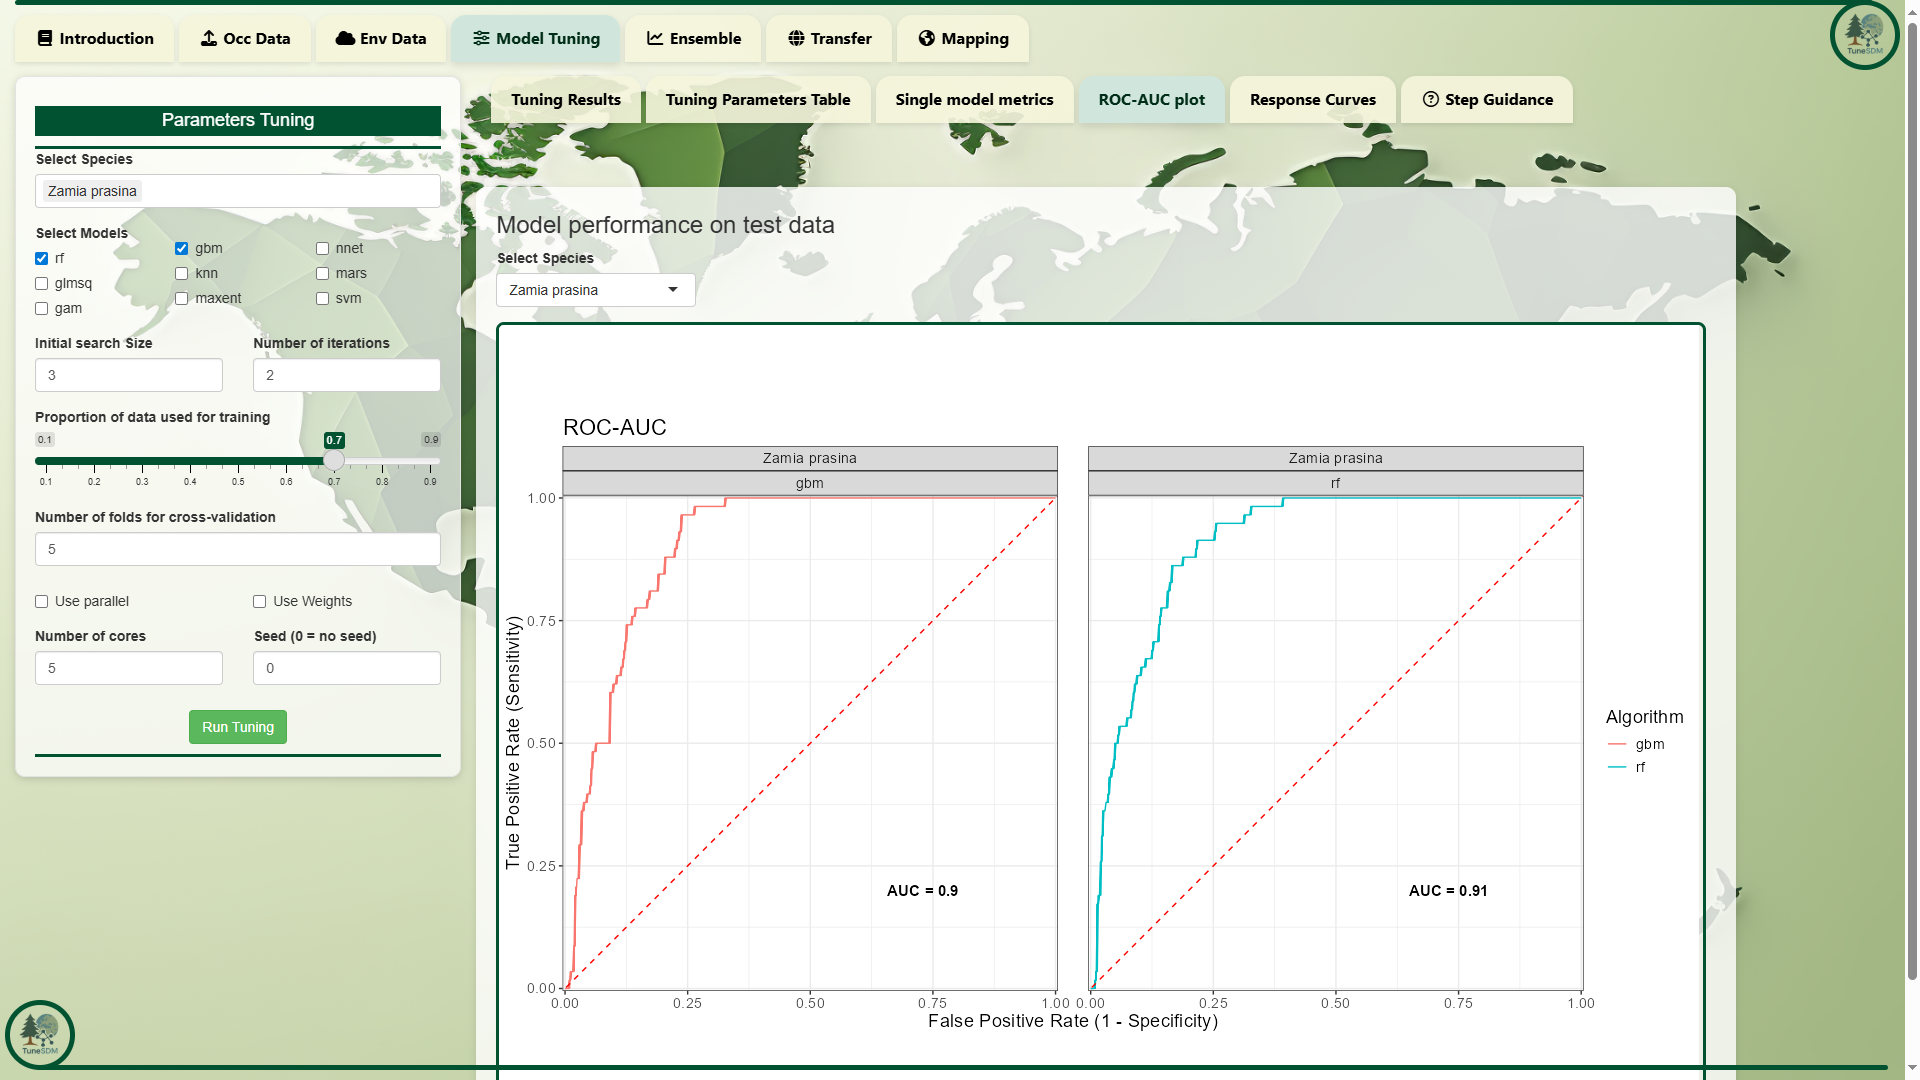 Introduction
Occ Data
Env Data
Model Tuning
Ensemble
Transfer
Mapping
TuneSDM
Tuning Results
Tuning Parameters Table
Single model metrics
ROC-AUC plot
Response Curves
Step Guidance
Parameters Tuning
Select Species
Zamia prasina
Select Models
rf
gbm
nnet
glmsq
knn
mars
gam
maxent
svm
Initial search Size
Number of iterations
3
2
Proportion of data used for training
0.1
0.7
0.9
0.1 0.2 0.3 0.4 0.5 0.6 0.7 0.8 0.9
Number of folds for cross-validation
5
Use parallel
Use Weights
Number of cores
Seed (0 = no seed)
5
0
Run Tuning
Model performance on test data
Select Species
Zamia prasina
ROC-AUC
Zamia prasina
Zamia prasina
gbm
rf
1.00
0.75
0.50
0.25
0.00
True Positive Rate (Sensitivity)
AUC = 0.9
AUC = 0.91
0.00 0.25 0.50 0.75 1.00
0.00 0.25 0.50 0.75 1.00
False Positive Rate (1 - Specificity)
Algorithm
gbm
rf
TuneSDM